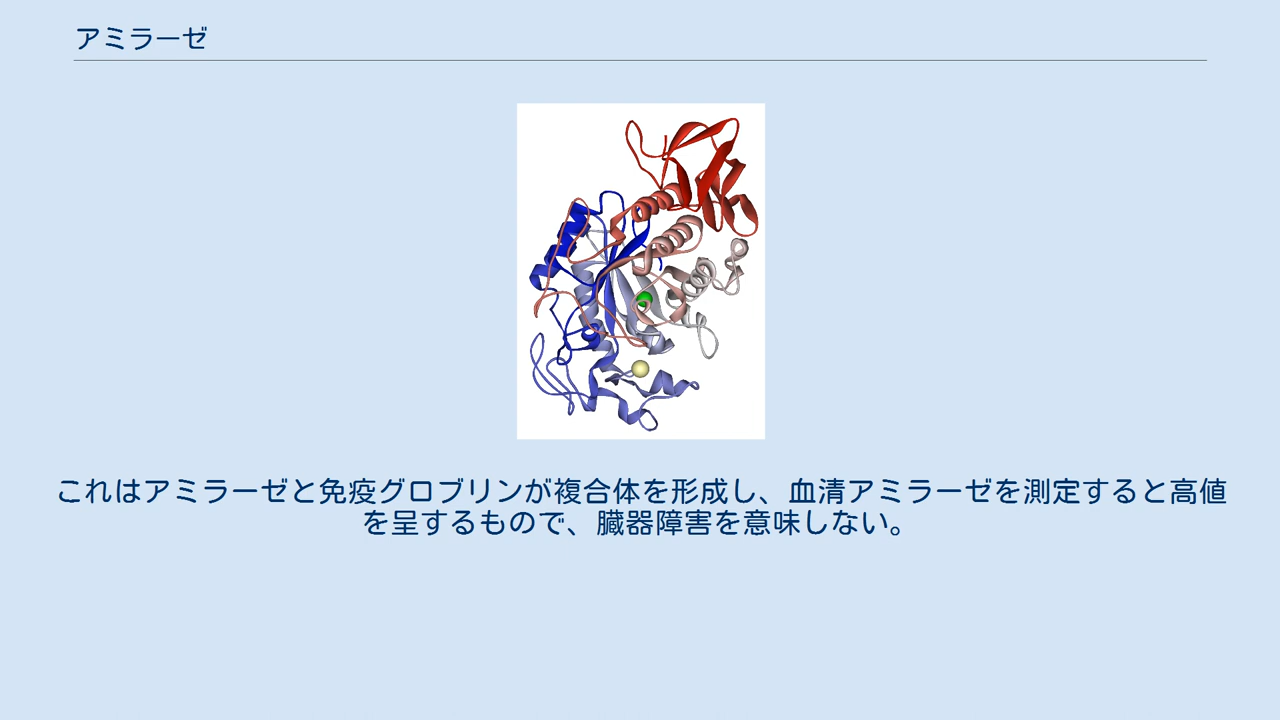 アミラーゼ
これはアミラーゼと免疫グロブリンが複合体を形成し、血清アミラーゼを測定すると高値
を呈するもので、臓器障害を意味しない。